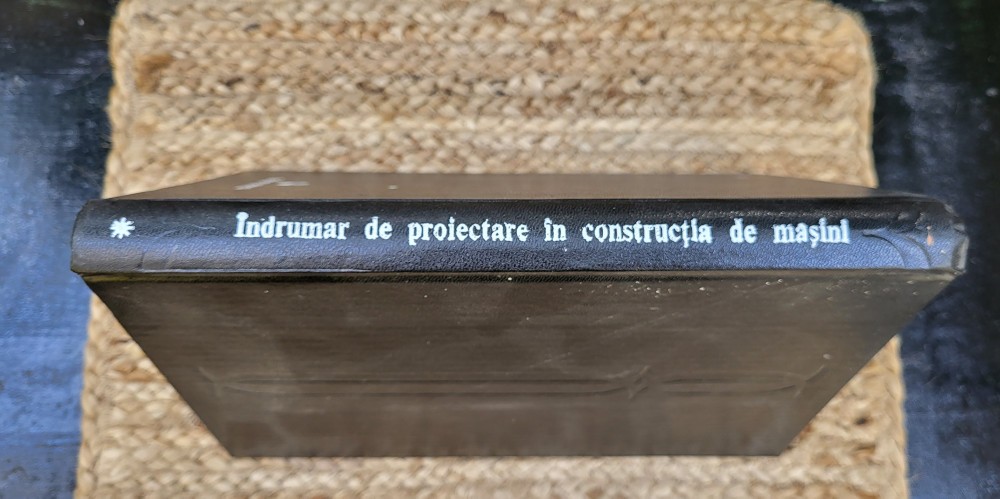 * Îndrumar de proiectare în construcția de mașini